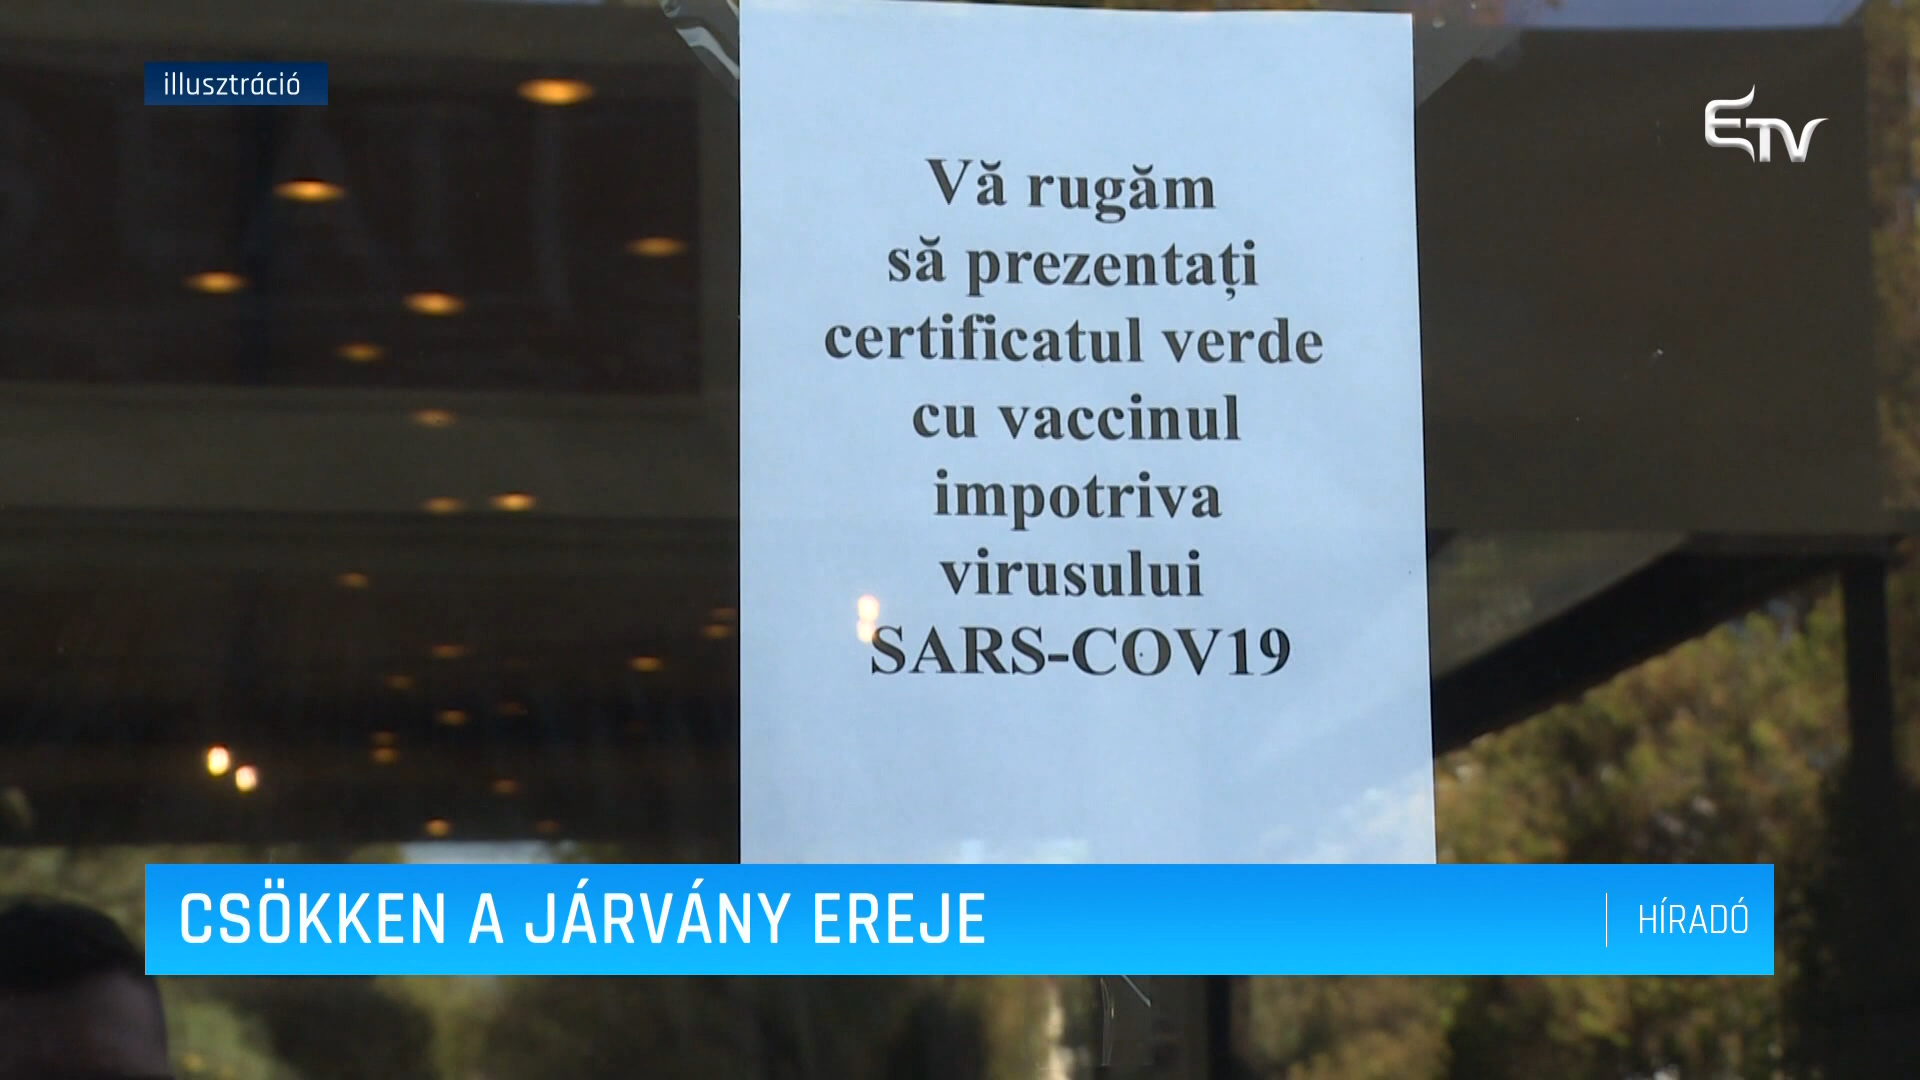 illusztráció
ETV
Vă rugăm
să prezentați
certificatul verde
cu vaccinul
impotriva
virusului
SARS-COV19
CSÖKKEN A JÁRVÁNY EREJE
HÍRADÓ